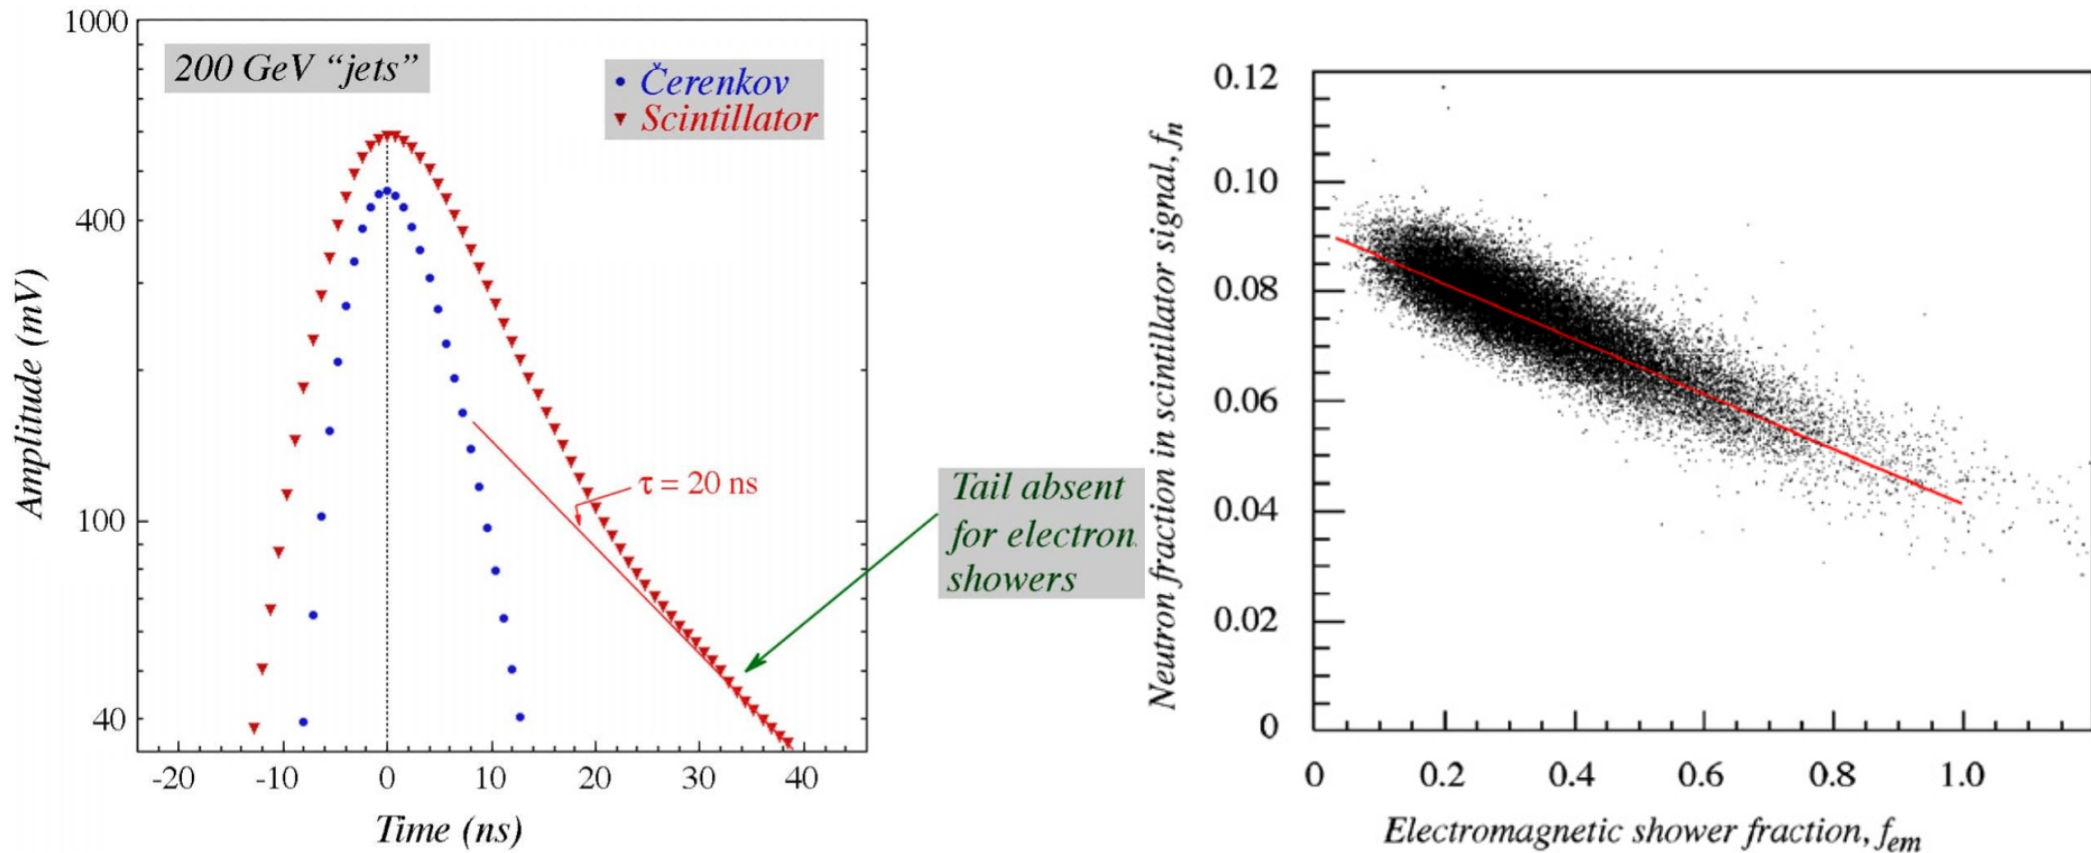 200 GeV “jets”
Čerenkov
Scintillator
τ = 20 ns
Tail absent
for electron
showers
1000
400
100
40
Amplitude (mV)
-20 -10 0 10 20 30 40
Time (ns)
0.12
0.10
0.08
0.06
0.04
0.02
0
Neutron fraction in scintillator signal, fn
0 0.2 0.4 0.6 0.8 1.0
Electromagnetic shower fraction, fem